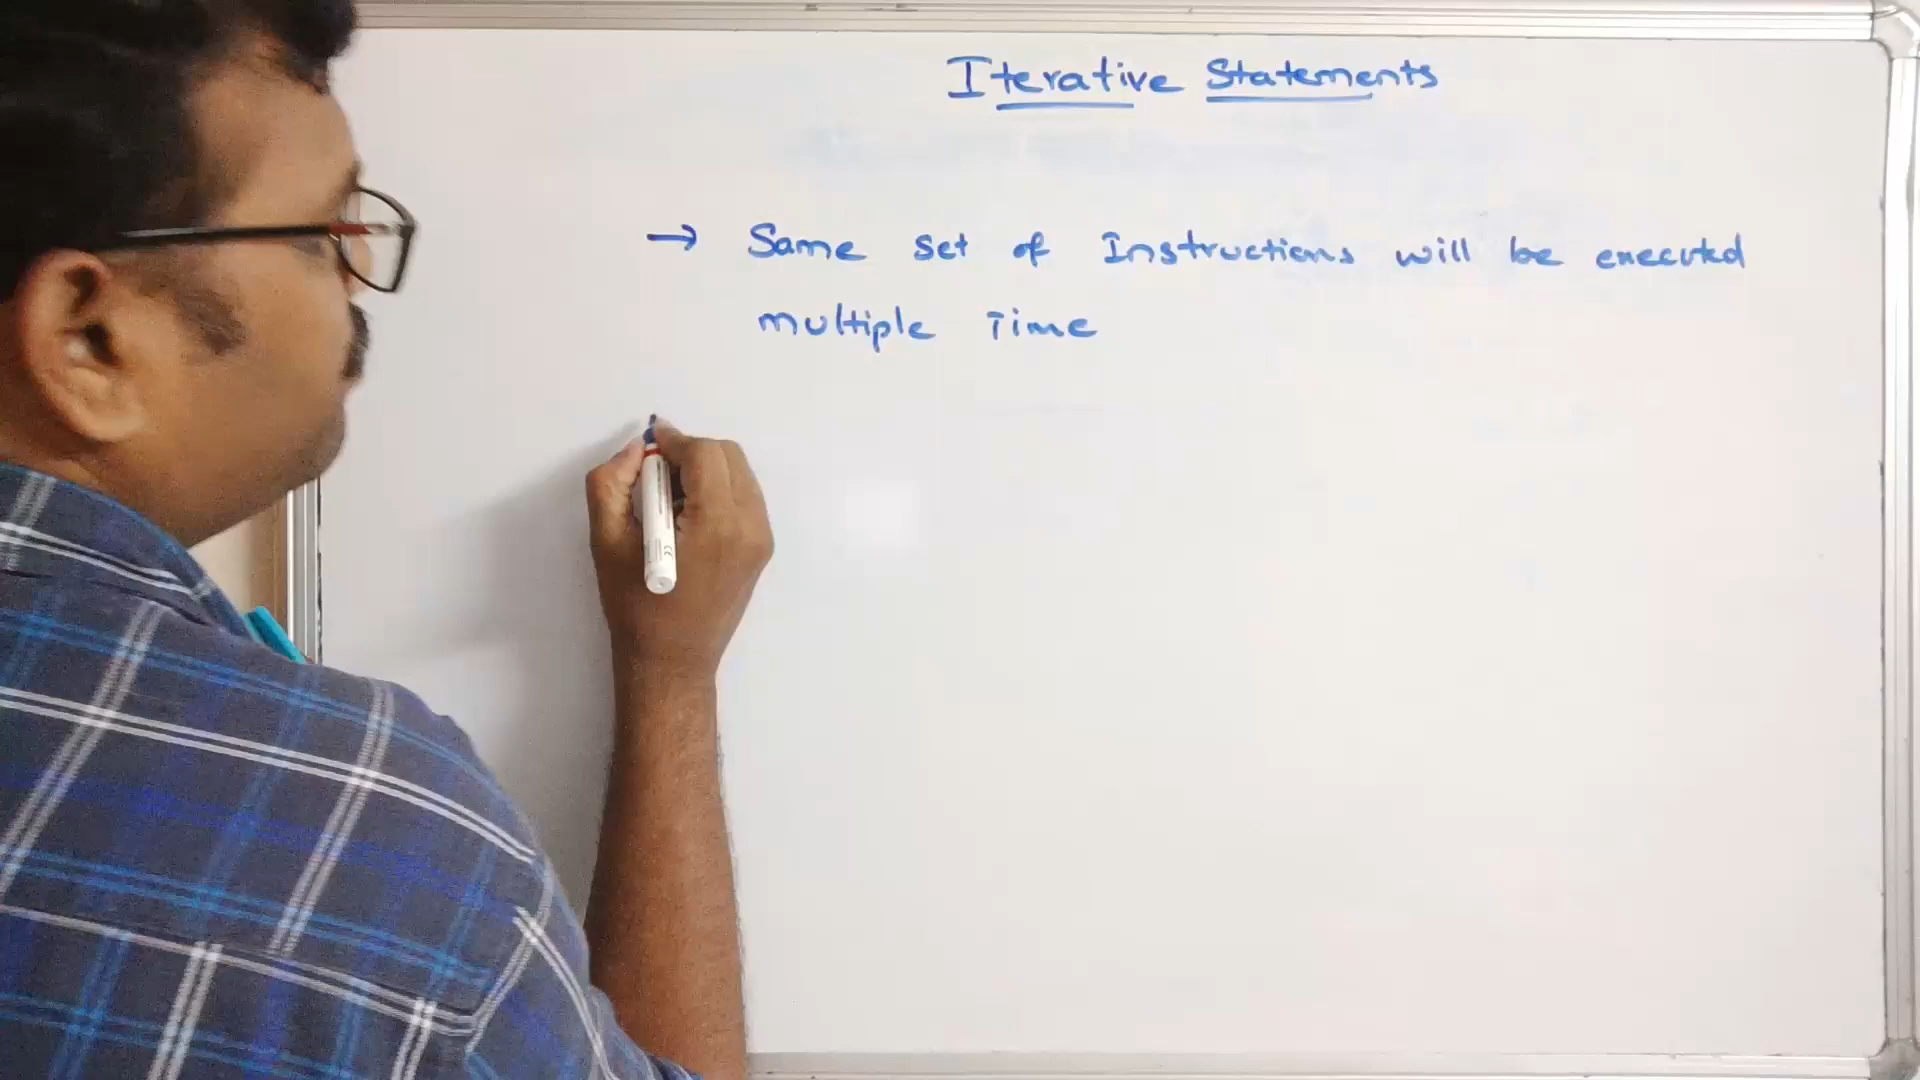 Iterative Statements
→ Same set of Instructions will be executed
multiple Time